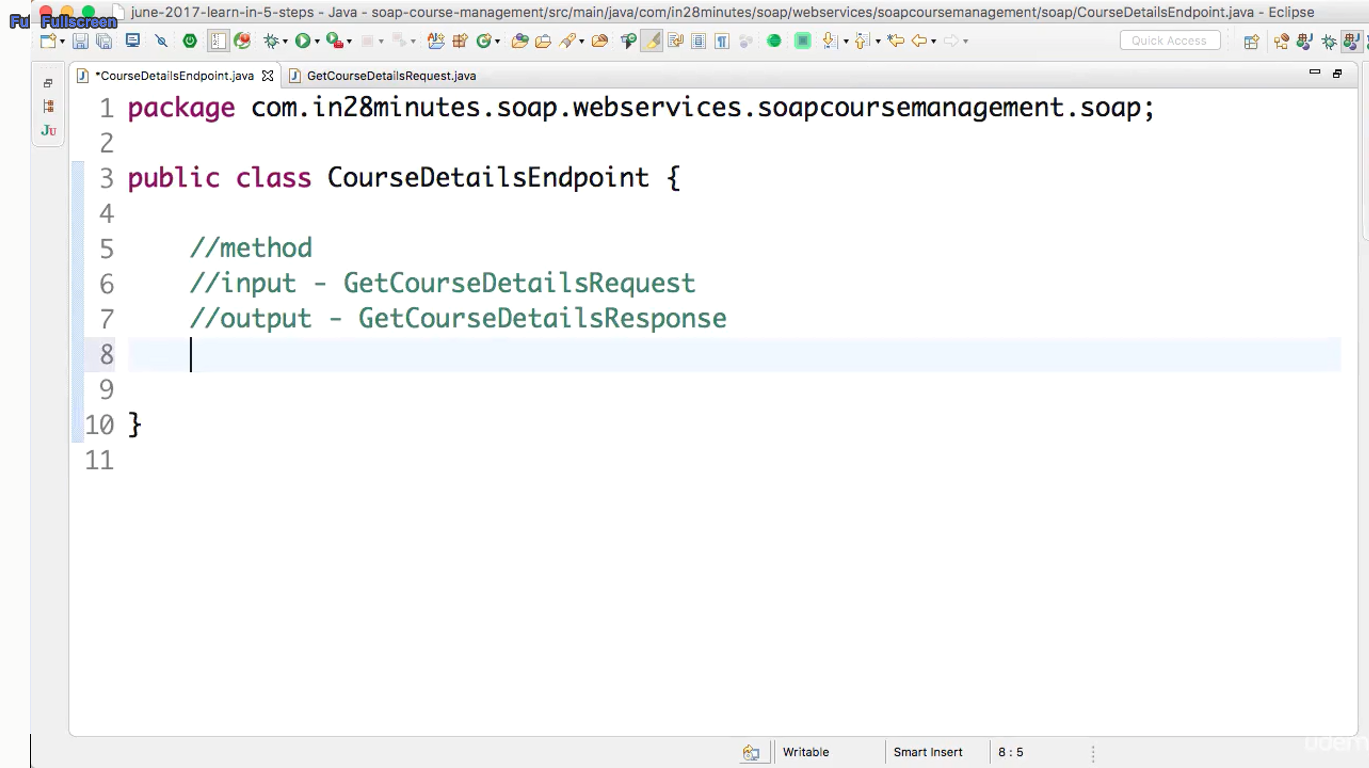 june-2017-learn-in-5-steps - Java - soap-course-management/src/main/java/com/in28minutes/soap/webservices/soapcoursemanagement/soap/CourseDetailsEndpoint.java - Eclipse
Fu Fullscreen
Quick Access
*CourseDetailsEndpoint.java GetCourseDetailsRequest.java
Ju
1 package com.in28minutes.soap.webservices.soapcoursemanagement.soap;
2
3 public class CourseDetailsEndpoint {
4
5 //method
6 //input - GetCourseDetailsRequest
7 //output - GetCourseDetailsResponse
8
9
10 }
11
Writable Smart Insert 8 : 5